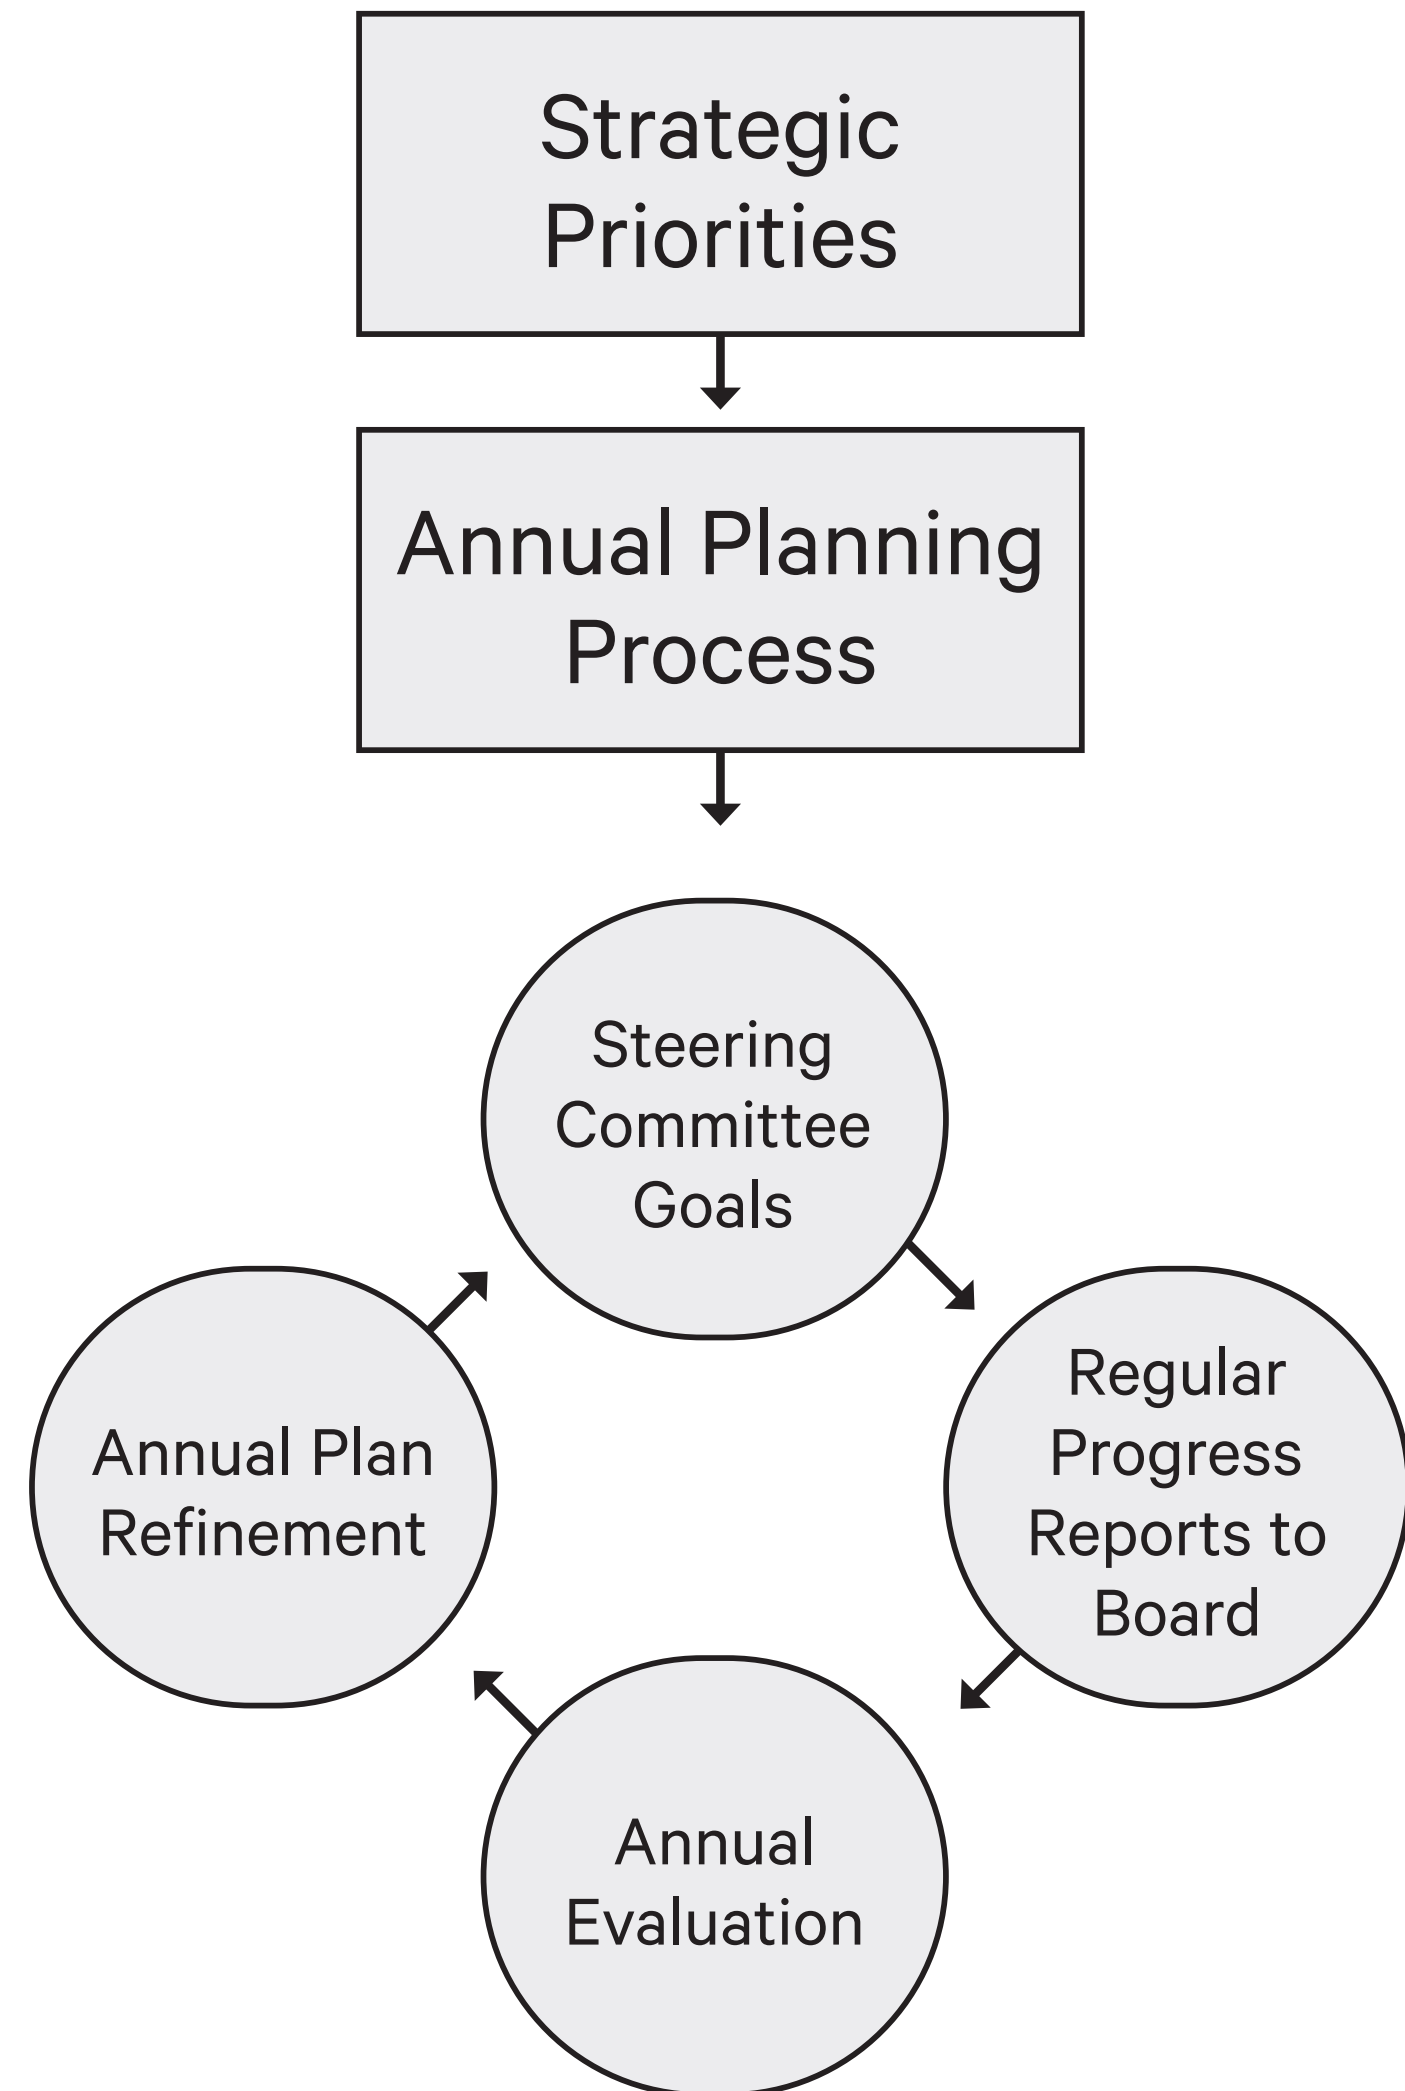 Strategic
Priorities
Annual Planning
Process
Steering
Committee
Goals
Regular
Progress
Reports to
Board
Annual
Evaluation
Annual Plan
Refinement